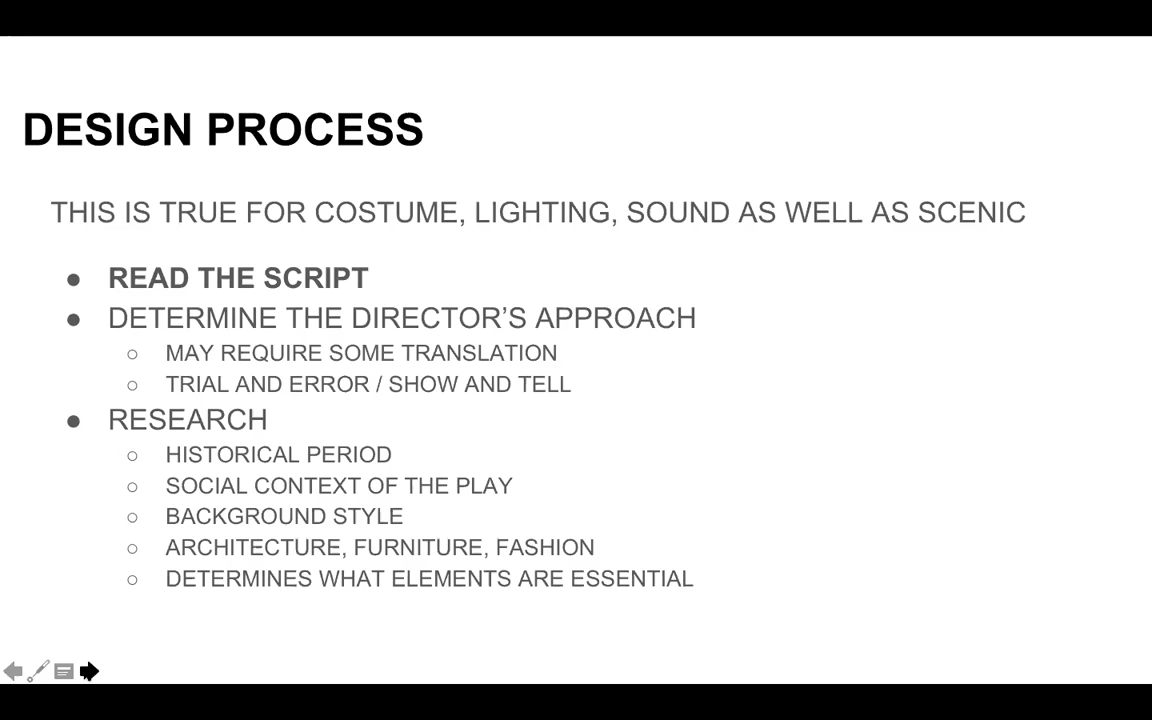 DESIGN PROCESS
THIS IS TRUE FOR COSTUME, LIGHTING, SOUND AS WELL AS SCENIC
● READ THE SCRIPT
● DETERMINE THE DIRECTOR’S APPROACH
○ MAY REQUIRE SOME TRANSLATION
○ TRIAL AND ERROR / SHOW AND TELL
● RESEARCH
○ HISTORICAL PERIOD
○ SOCIAL CONTEXT OF THE PLAY
○ BACKGROUND STYLE
○ ARCHITECTURE, FURNITURE, FASHION
○ DETERMINES WHAT ELEMENTS ARE ESSENTIAL